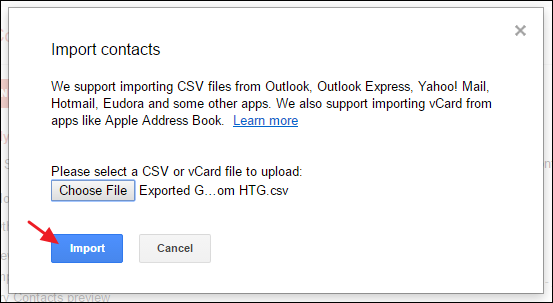 Import contacts
We support importing CSV files from Outlook, Outlook Express, Yahoo! Mail,
Hotmail, Eudora and some other apps. We also support importing vCard from
apps like Apple Address Book. Learn more
Please select a CSV or vCard file to upload:
Choose File Exported G...om HTG.csv
Import Cancel
Contacts preview